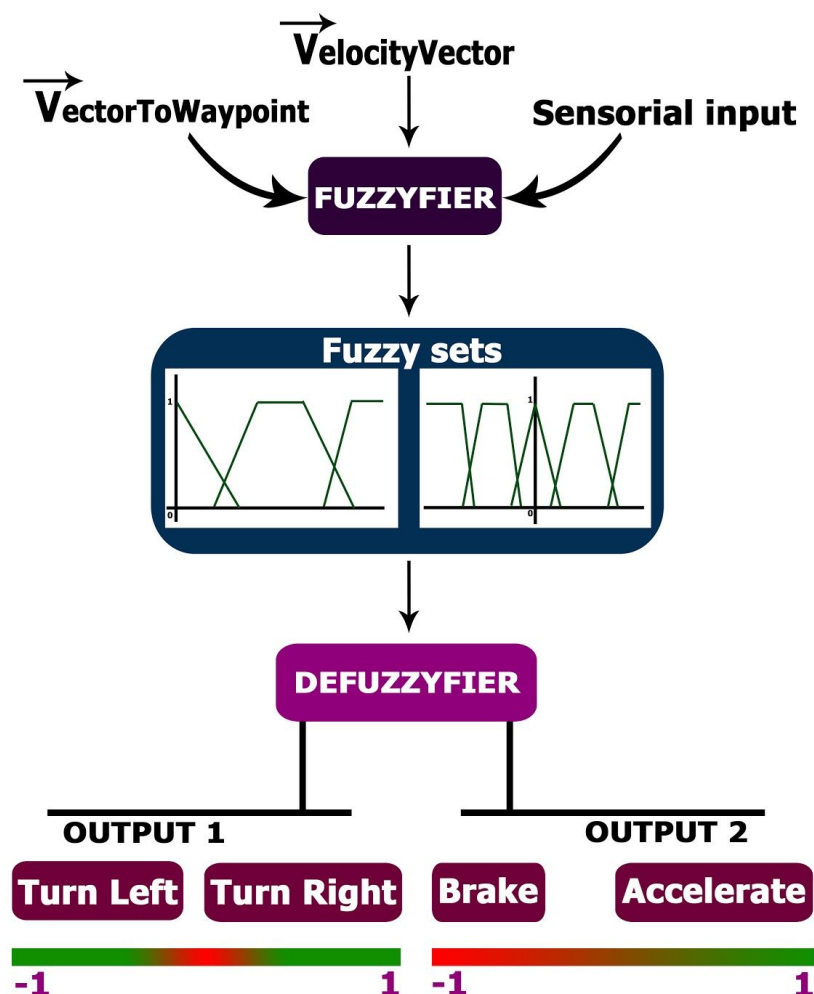 VelocityVector
VectorToWaypoint
Sensorial input
FUZZYFIER
Fuzzy sets
1
0
1
0
DEFUZZYFIER
OUTPUT 1
OUTPUT 2
Turn Left
Turn Right
Brake
Accelerate
-1
1
-1
1